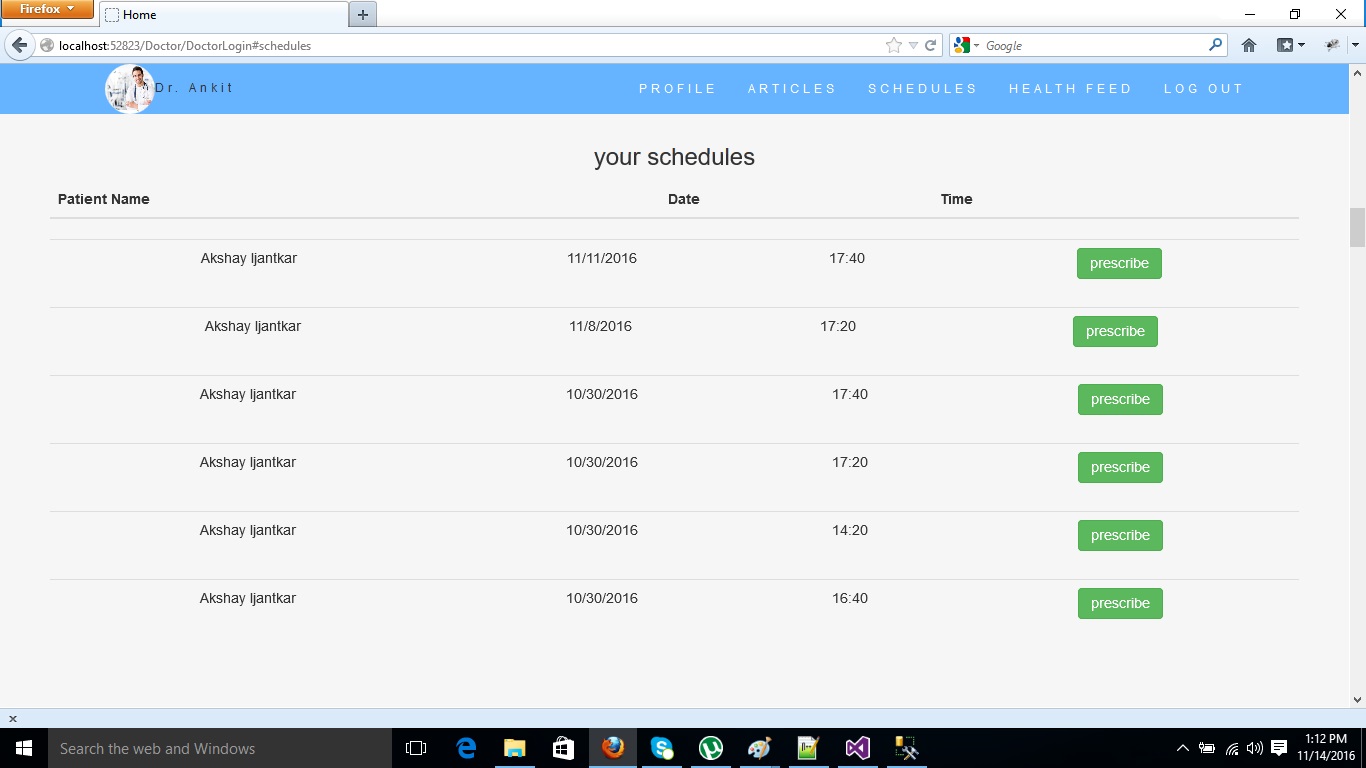 Firefox
Home
localhost:52823/Doctor/DoctorLogin#schedules
Google
Dr. Ankit
PROFILE ARTICLES SCHEDULES HEALTH FEED LOG OUT
your schedules
Patient Name Date Time
Akshay Ijantkar 11/11/2016 17:40 prescribe
Akshay Ijantkar 11/8/2016 17:20 prescribe
Akshay Ijantkar 10/30/2016 17:40 prescribe
Akshay Ijantkar 10/30/2016 17:20 prescribe
Akshay Ijantkar 10/30/2016 14:20 prescribe
Akshay Ijantkar 10/30/2016 16:40 prescribe
Search the web and Windows
1:12 PM
11/14/2016